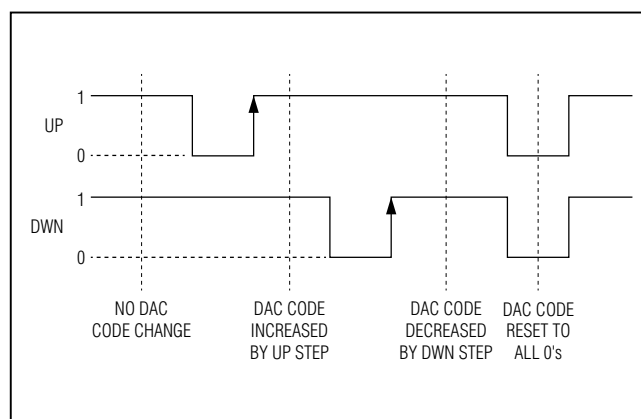 1
UP
0
1
DWN
0
NO DAC
CODE CHANGE
DAC CODE
INCREASED
BY UP STEP
DAC CODE
DECREASED
BY DWN STEP
DAC CODE
RESET TO
ALL 0's